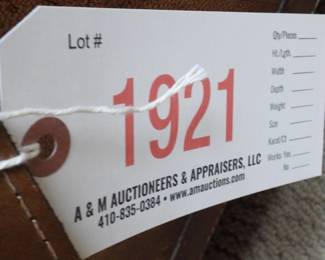 Lot #
1921
A & M AUCTIONEERS & APPRAISERS, LLC
410-835-0384 • www.amauctions.com
Qty/Pieces
Ht./Lgth.
Width
Depth
Weight
Size
Karat/Ct
Works: Yes
No